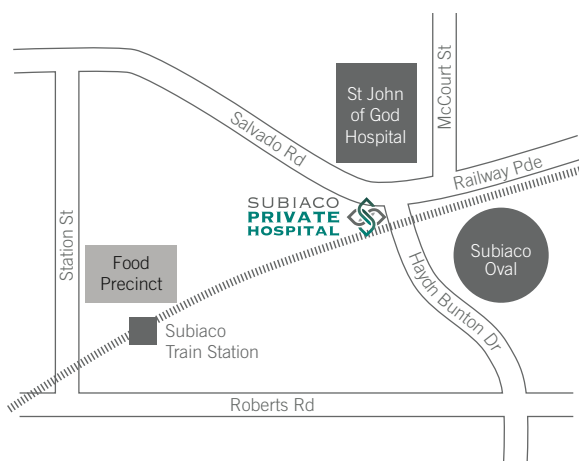 McCourt St
St John
of God
Hospital
Salvado Rd
Railway Pde
SUBIACO
PRIVATE
HOSPITAL
Station St
Food
Precinct
Haydn Bunton Dr
Subiaco
Oval
Subiaco
Train Station
Roberts Rd